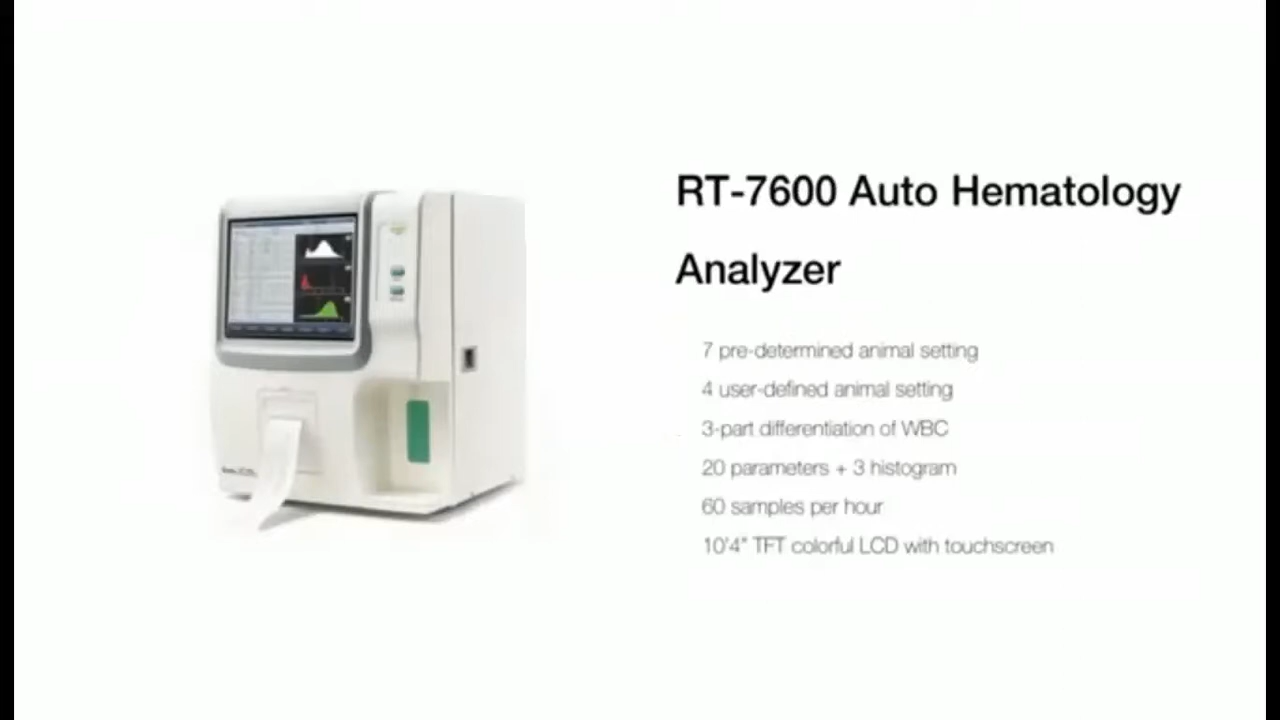 RT-7600 Auto Hematology
Analyzer
7 pre-determined animal setting
4 user-defined animal setting
3-part differentiation of WBC
20 parameters + 3 histogram
60 samples per hour
10'4" TFT colorful LCD with touchscreen